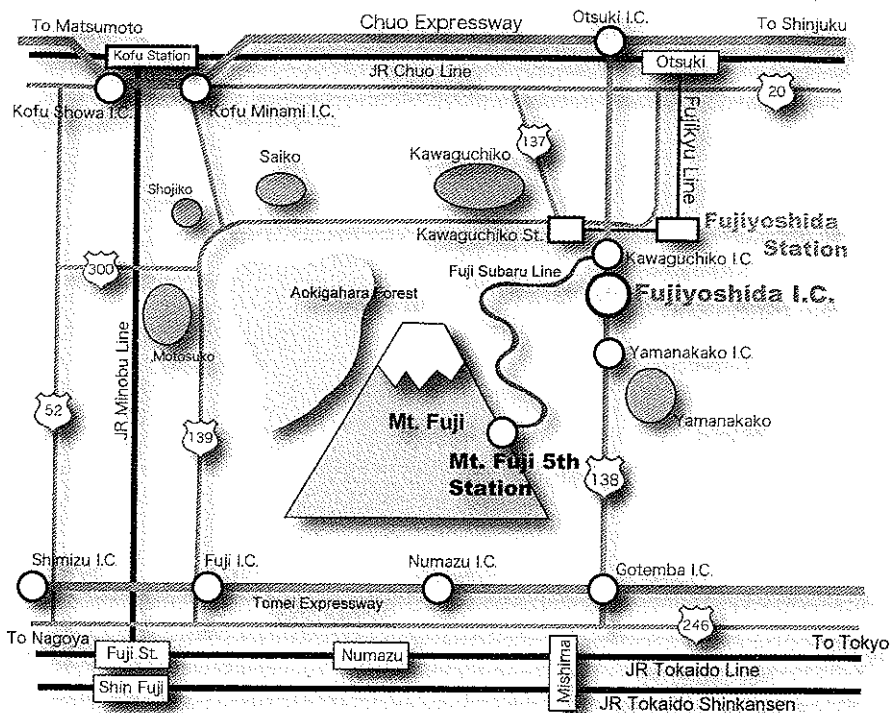 Chuo Expressway
Otsuki I.C.
To Matsumoto
To Shinjuku
Kofu Station
JR Chuo Line
Otsuki
20
Kofu Showa I.C.
Kofu Minami I.C.
137
Fujikyu Line
Saiko
Kawaguchiko
Shojiko
Kawaguchiko St.
Fujiyoshida
Station
Kawaguchiko I.C.
300
Fuji Subaru Line
Aokigahara Forest
Fujiyoshida I.C.
JR Minobu Line
Motosuko
Yamanakako I.C.
52
139
Mt. Fuji
Yamanakako
Mt. Fuji 5th
Station
138
Shimizu I.C.
Fuji I.C.
Numazu I.C.
Gotemba I.C.
Tomei Expressway
246
To Nagoya
To Tokyo
Fuji St.
Numazu
Mishima
JR Tokaido Line
Shin Fuji
JR Tokaido Shinkansen